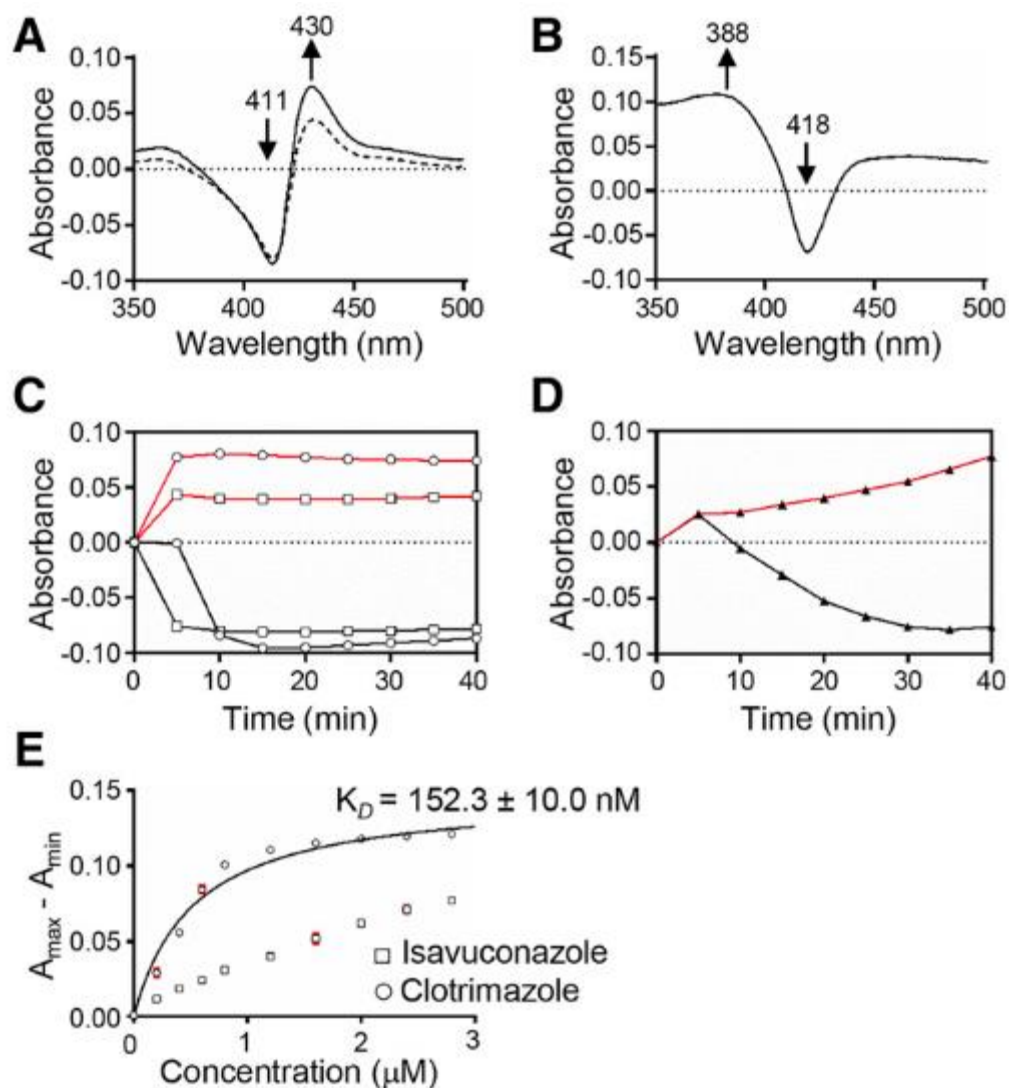 A
430
411
0.10
0.05
0.00
-0.05
-0.10
Absorbance
350 400 450 500
Wavelength (nm)
B
388
418
0.15
0.10
0.05
0.00
-0.05
-0.10
Absorbance
350 400 450 500
Wavelength (nm)
C
0.10
0.05
0.00
-0.05
-0.10
Absorbance
0 10 20 30 40
Time (min)
D
0.10
0.05
0.00
-0.05
-0.10
Absorbance
0 10 20 30 40
Time (min)
E
K_D = 152.3 ± 10.0 nM
0.15
0.10
0.05
0.00
A_max - A_min
Isavuconazole
Clotrimazole
0 1 2 3
Concentration (μM)